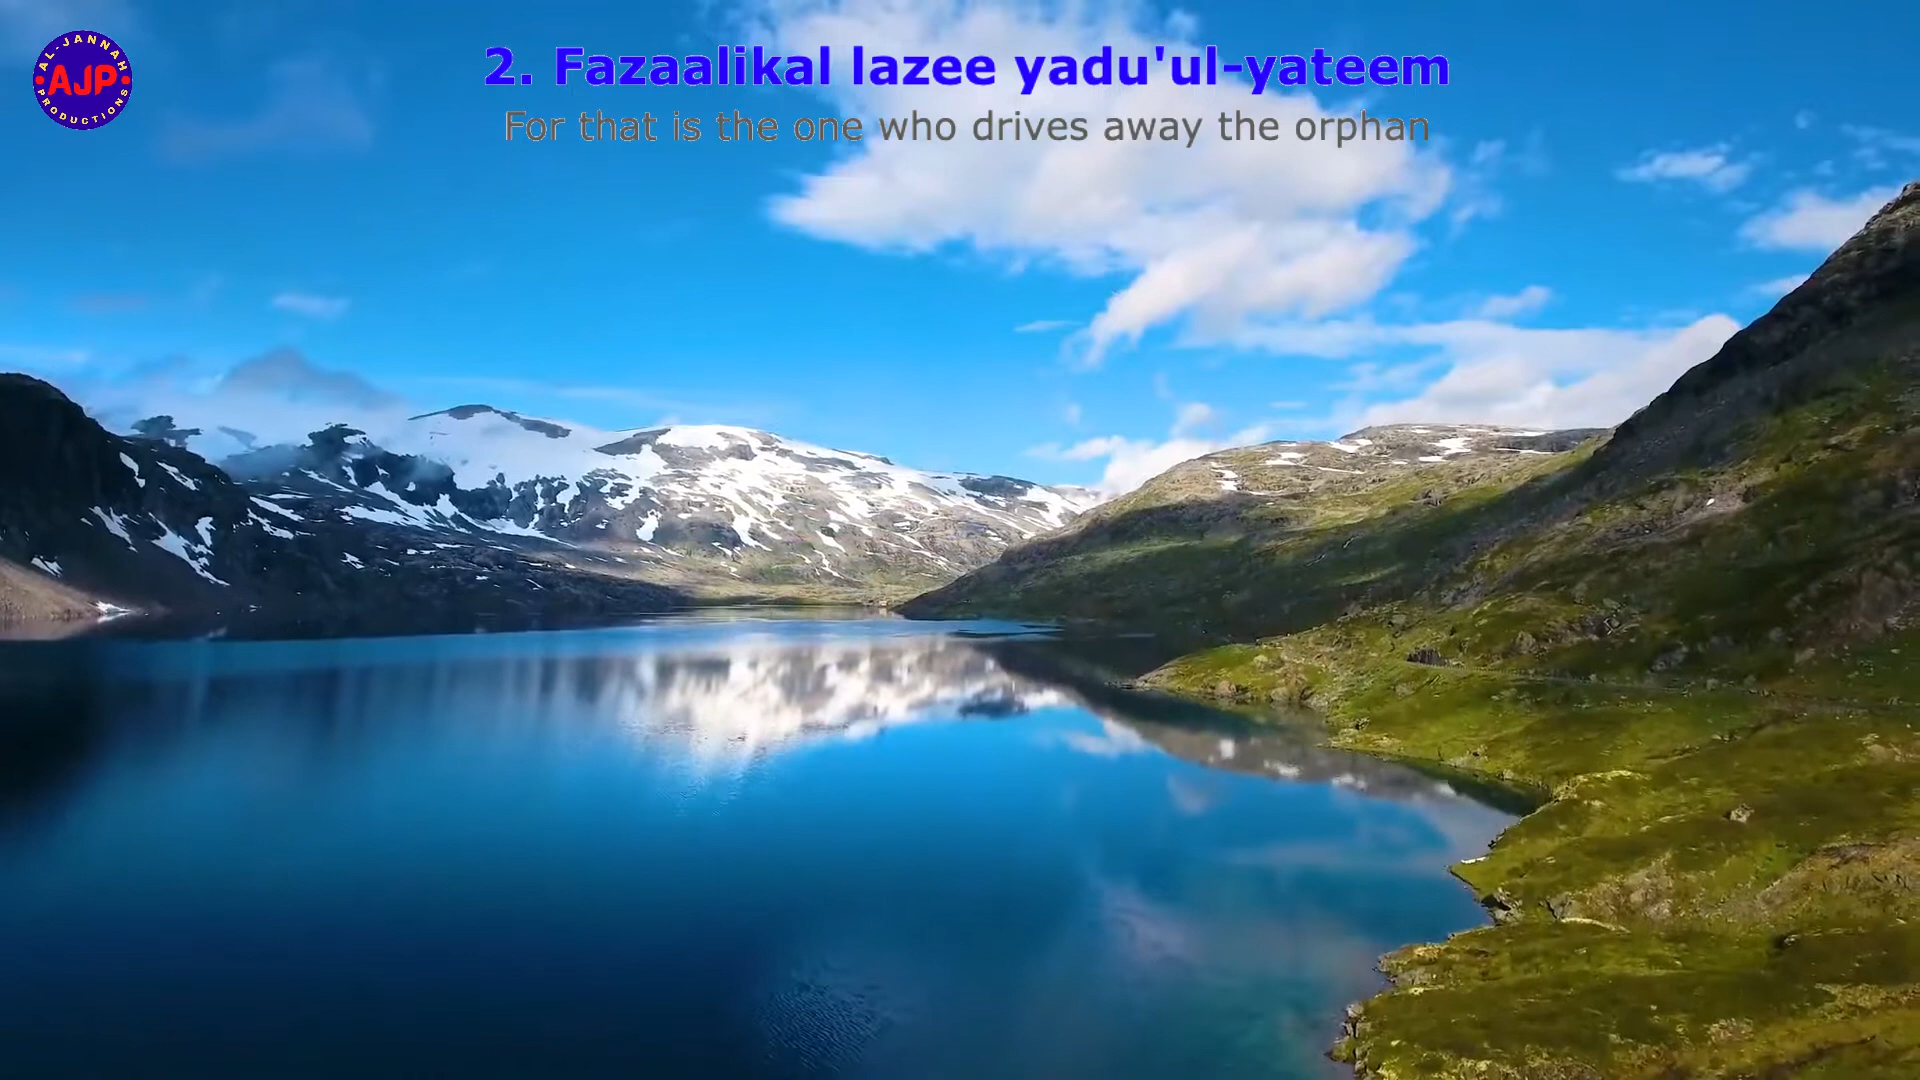 AL-JANNAH
AJP
PRODUCTIONS
2. Fazaalikal lazee yadu'ul-yateem
For that is the one who drives away the orphan